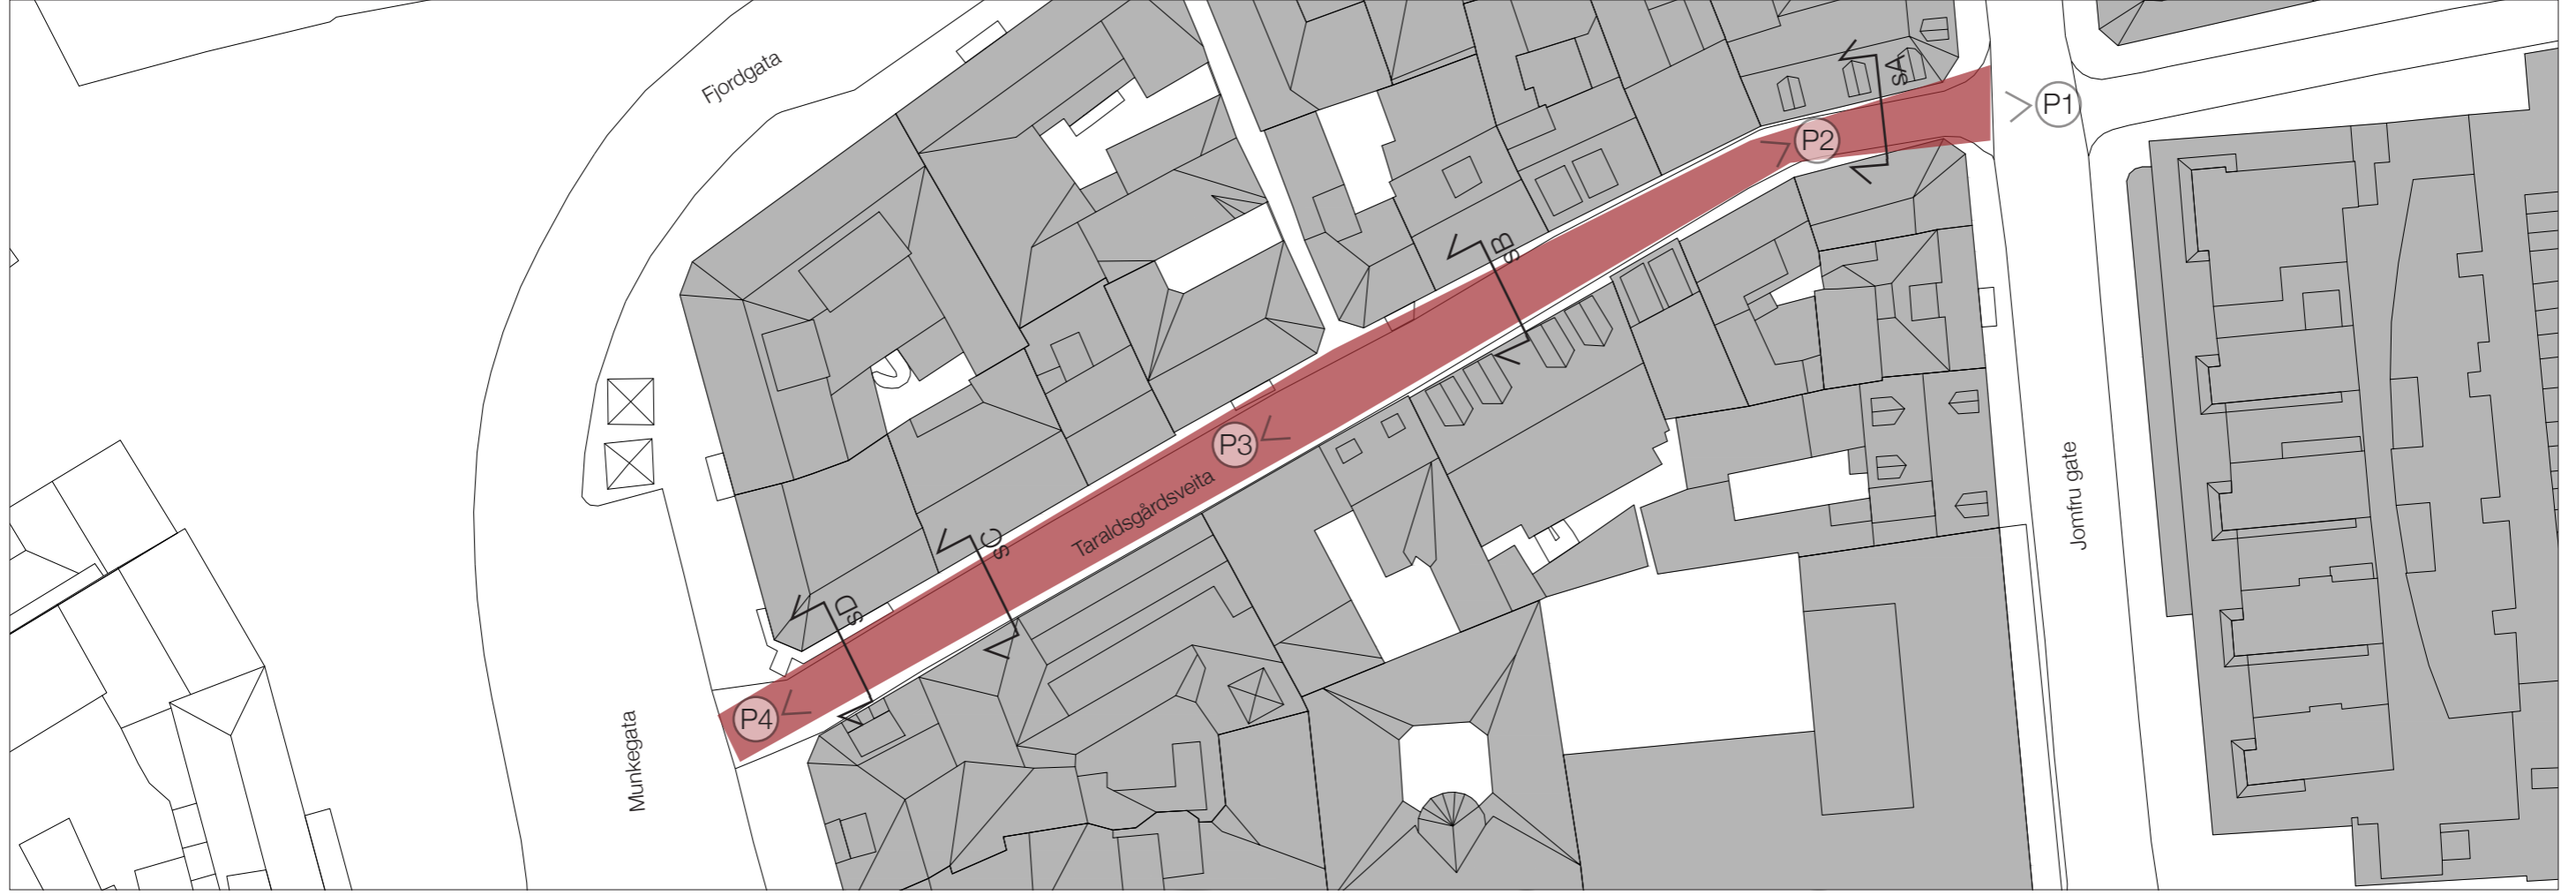 Fjordgata
sA
P1
P2
sB
P3
Taraldsgårdsveita
Jomfru gate
sC
sD
P4
Munkegata